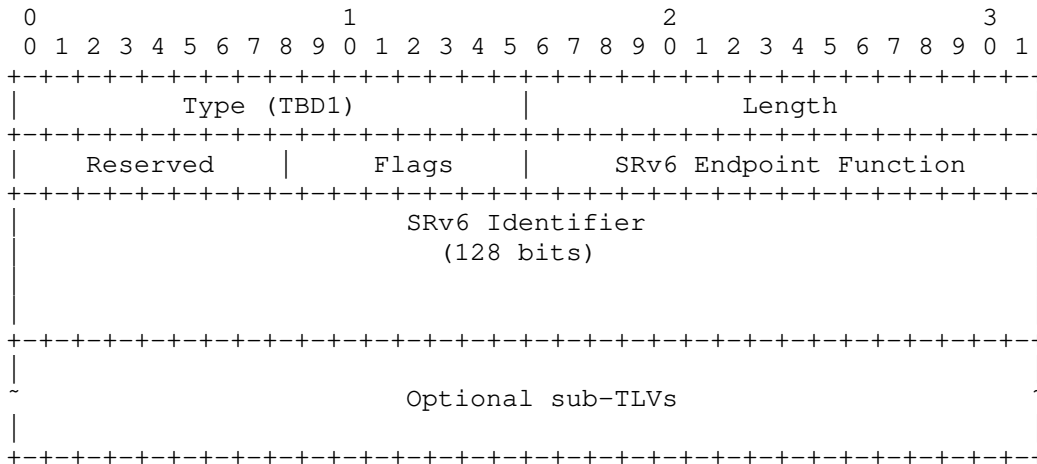 0                   1                   2                   3
0 1 2 3 4 5 6 7 8 9 0 1 2 3 4 5 6 7 8 9 0 1 2 3 4 5 6 7 8 9 0 1
+-+-+-+-+-+-+-+-+-+-+-+-+-+-+-+-+-+-+-+-+-+-+-+-+-+-+-+-+-+-+-+--
|          Type (TBD1)          |            Length
+-+-+-+-+-+-+-+-+-+-+-+-+-+-+-+-+-+-+-+-+-+-+-+-+-+-+-+-+-+-+-+--
|    Reserved   |     Flags     |     SRv6 Endpoint Function
+-+-+-+-+-+-+-+-+-+-+-+-+-+-+-+-+-+-+-+-+-+-+-+-+-+-+-+-+-+-+-+--
|                       SRv6 Identifier
|                         (128 bits)
|
|
+-+-+-+-+-+-+-+-+-+-+-+-+-+-+-+-+-+-+-+-+-+-+-+-+-+-+-+-+-+-+-+--
|
~                       Optional sub-TLVs                     ~
|
+-+-+-+-+-+-+-+-+-+-+-+-+-+-+-+-+-+-+-+-+-+-+-+-+-+-+-+-+-+-+-+--